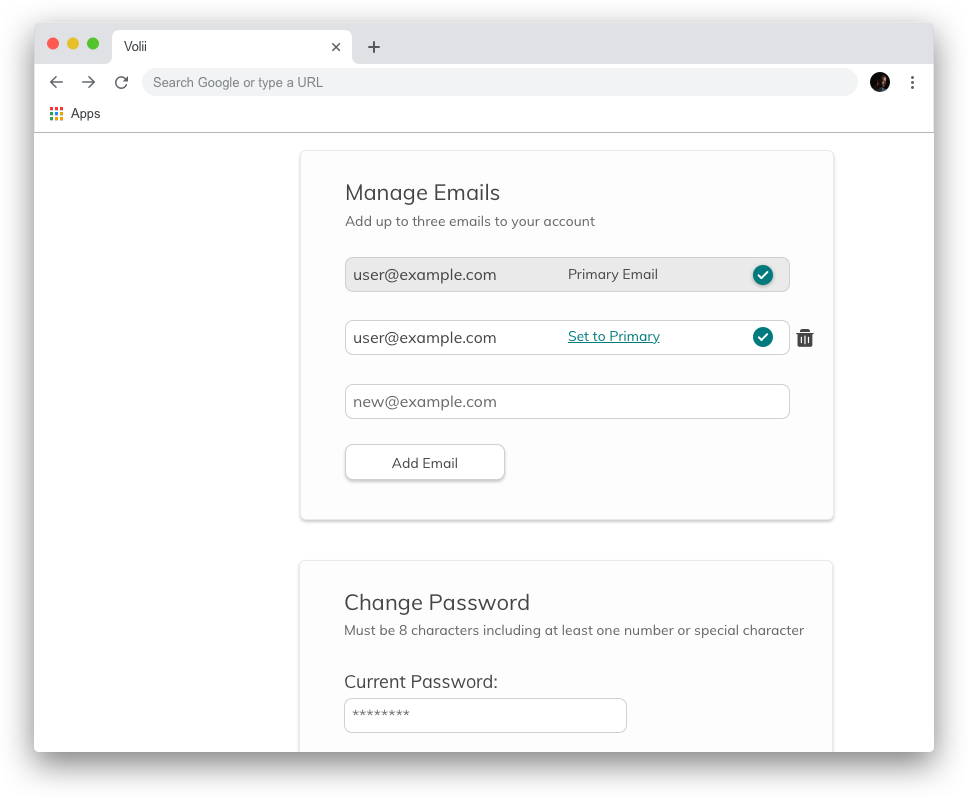 Volii
Search Google or type a URL
Apps
Manage Emails
Add up to three emails to your account
user@example.com Primary Email
user@example.com Set to Primary
new@example.com
Add Email
Change Password
Must be 8 characters including at least one number or special character
Current Password:
********